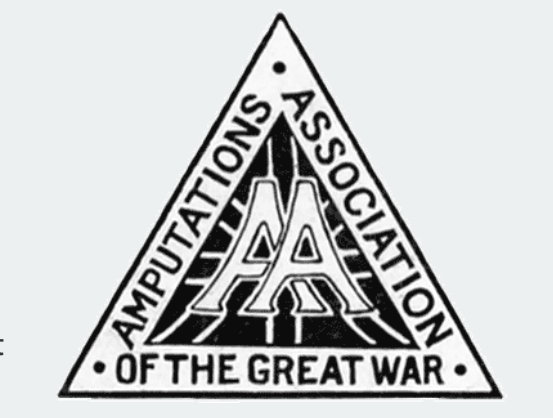 AMPUTATIONS
ASSOCIATION
OF THE GREAT WAR
AA